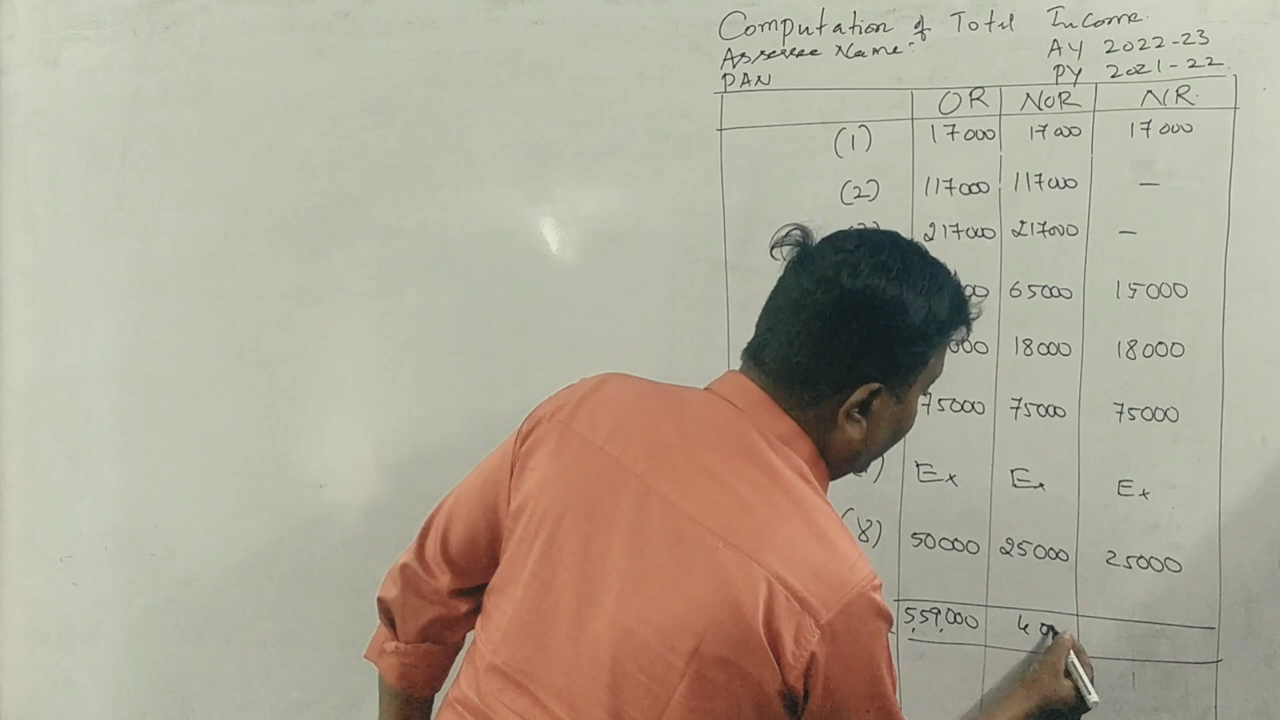 Computation of Total Income.
Assessee Name: AY 2022-23
PAN PY 2021-22
OR NOR NR.
(1) 17000 17000 17000
(2) 117000 117000 —
217000 217000 —
65000 15000
18000 18000
75000 75000 75000
Ex Ex Ex
(8) 50000 25000 25000
559,000